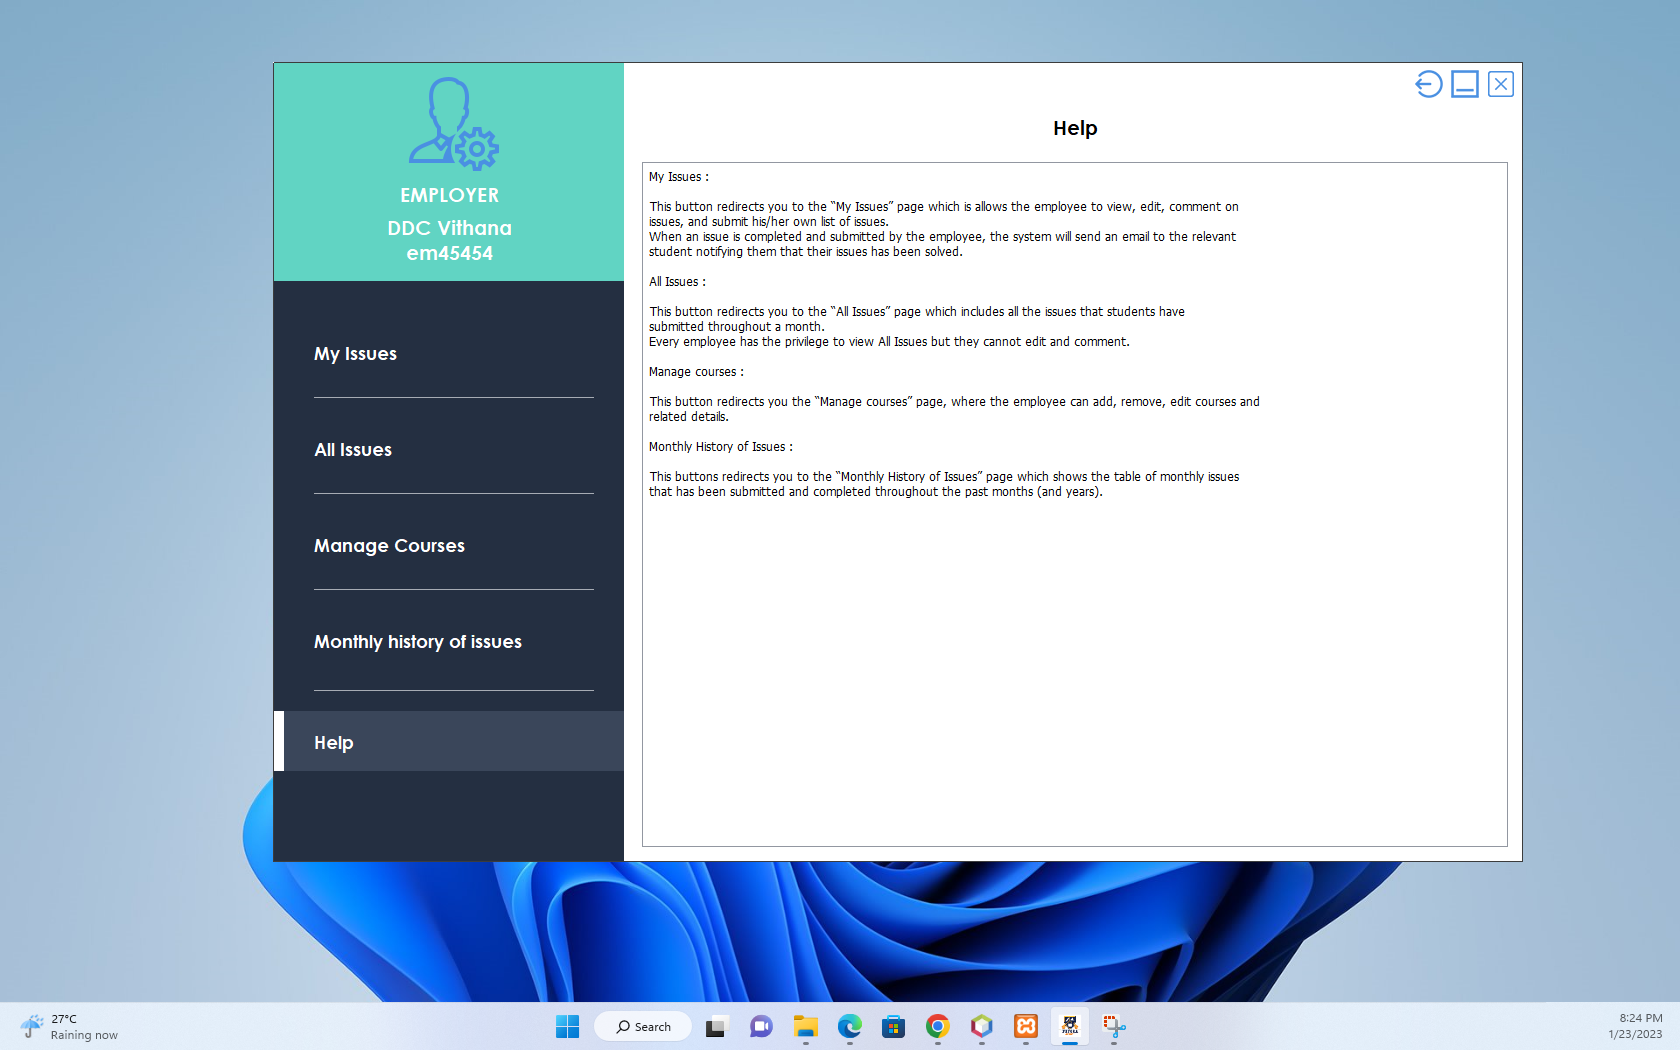 EMPLOYER
DDC Vithana
em45454
My Issues
All Issues
Manage Courses
Monthly history of issues
Help
Help
My Issues :
This button redirects you to the “My Issues” page which is allows the employee to view, edit, comment on
issues, and submit his/her own list of issues.
When an issue is completed and submitted by the employee, the system will send an email to the relevant
student notifying them that their issues has been solved.
All Issues :
This button redirects you to the “All Issues” page which includes all the issues that students have
submitted throughout a month.
Every employee has the privilege to view All Issues but they cannot edit and comment.
Manage courses :
This button redirects you the “Manage courses” page, where the employee can add, remove, edit courses and
related details.
Monthly History of Issues :
This buttons redirects you to the “Monthly History of Issues” page which shows the table of monthly issues
that has been submitted and completed throughout the past months (and years).
27°C
Raining now
Search
8:24 PM
1/23/2023